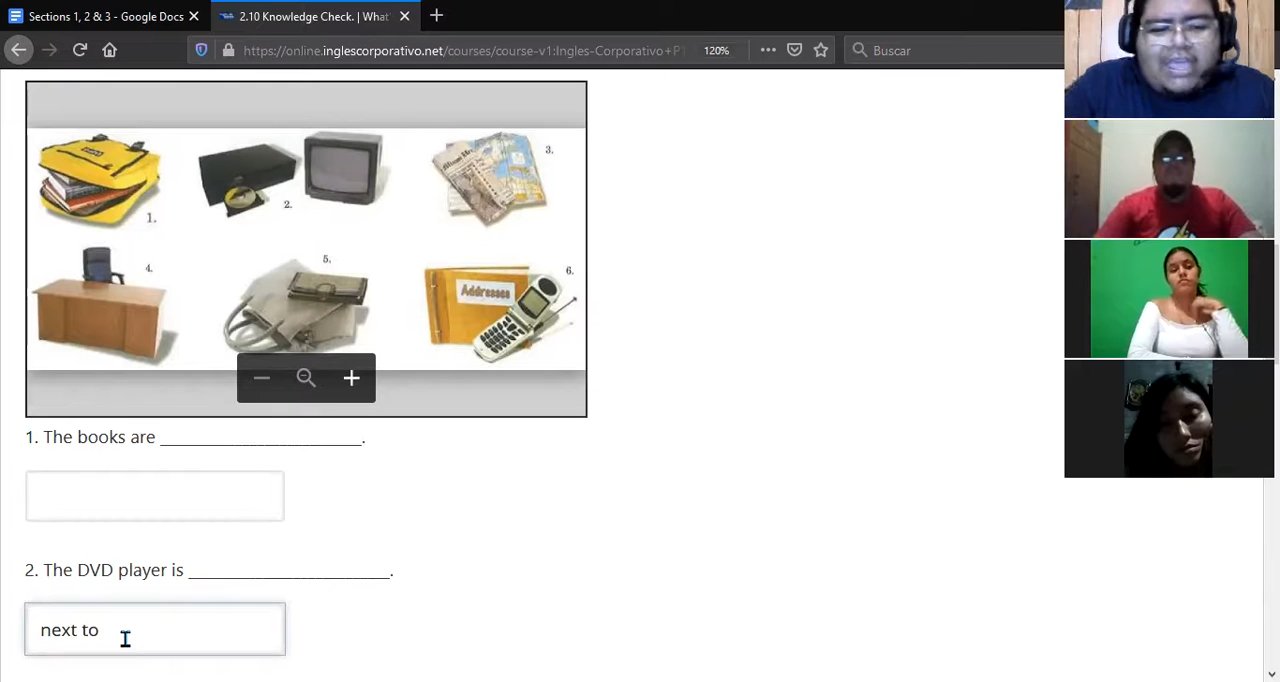 Sections 1, 2 & 3 - Google Docs
2.10 Knowledge Check. | What'
https://online.inglescorporativo.net/courses/course-v1:Ingles-Corporativo+P
120%
Buscar
1.
2.
3.
4.
5.
6.
Addresses
1. The books are ________________________.
2. The DVD player is ________________________.
next to